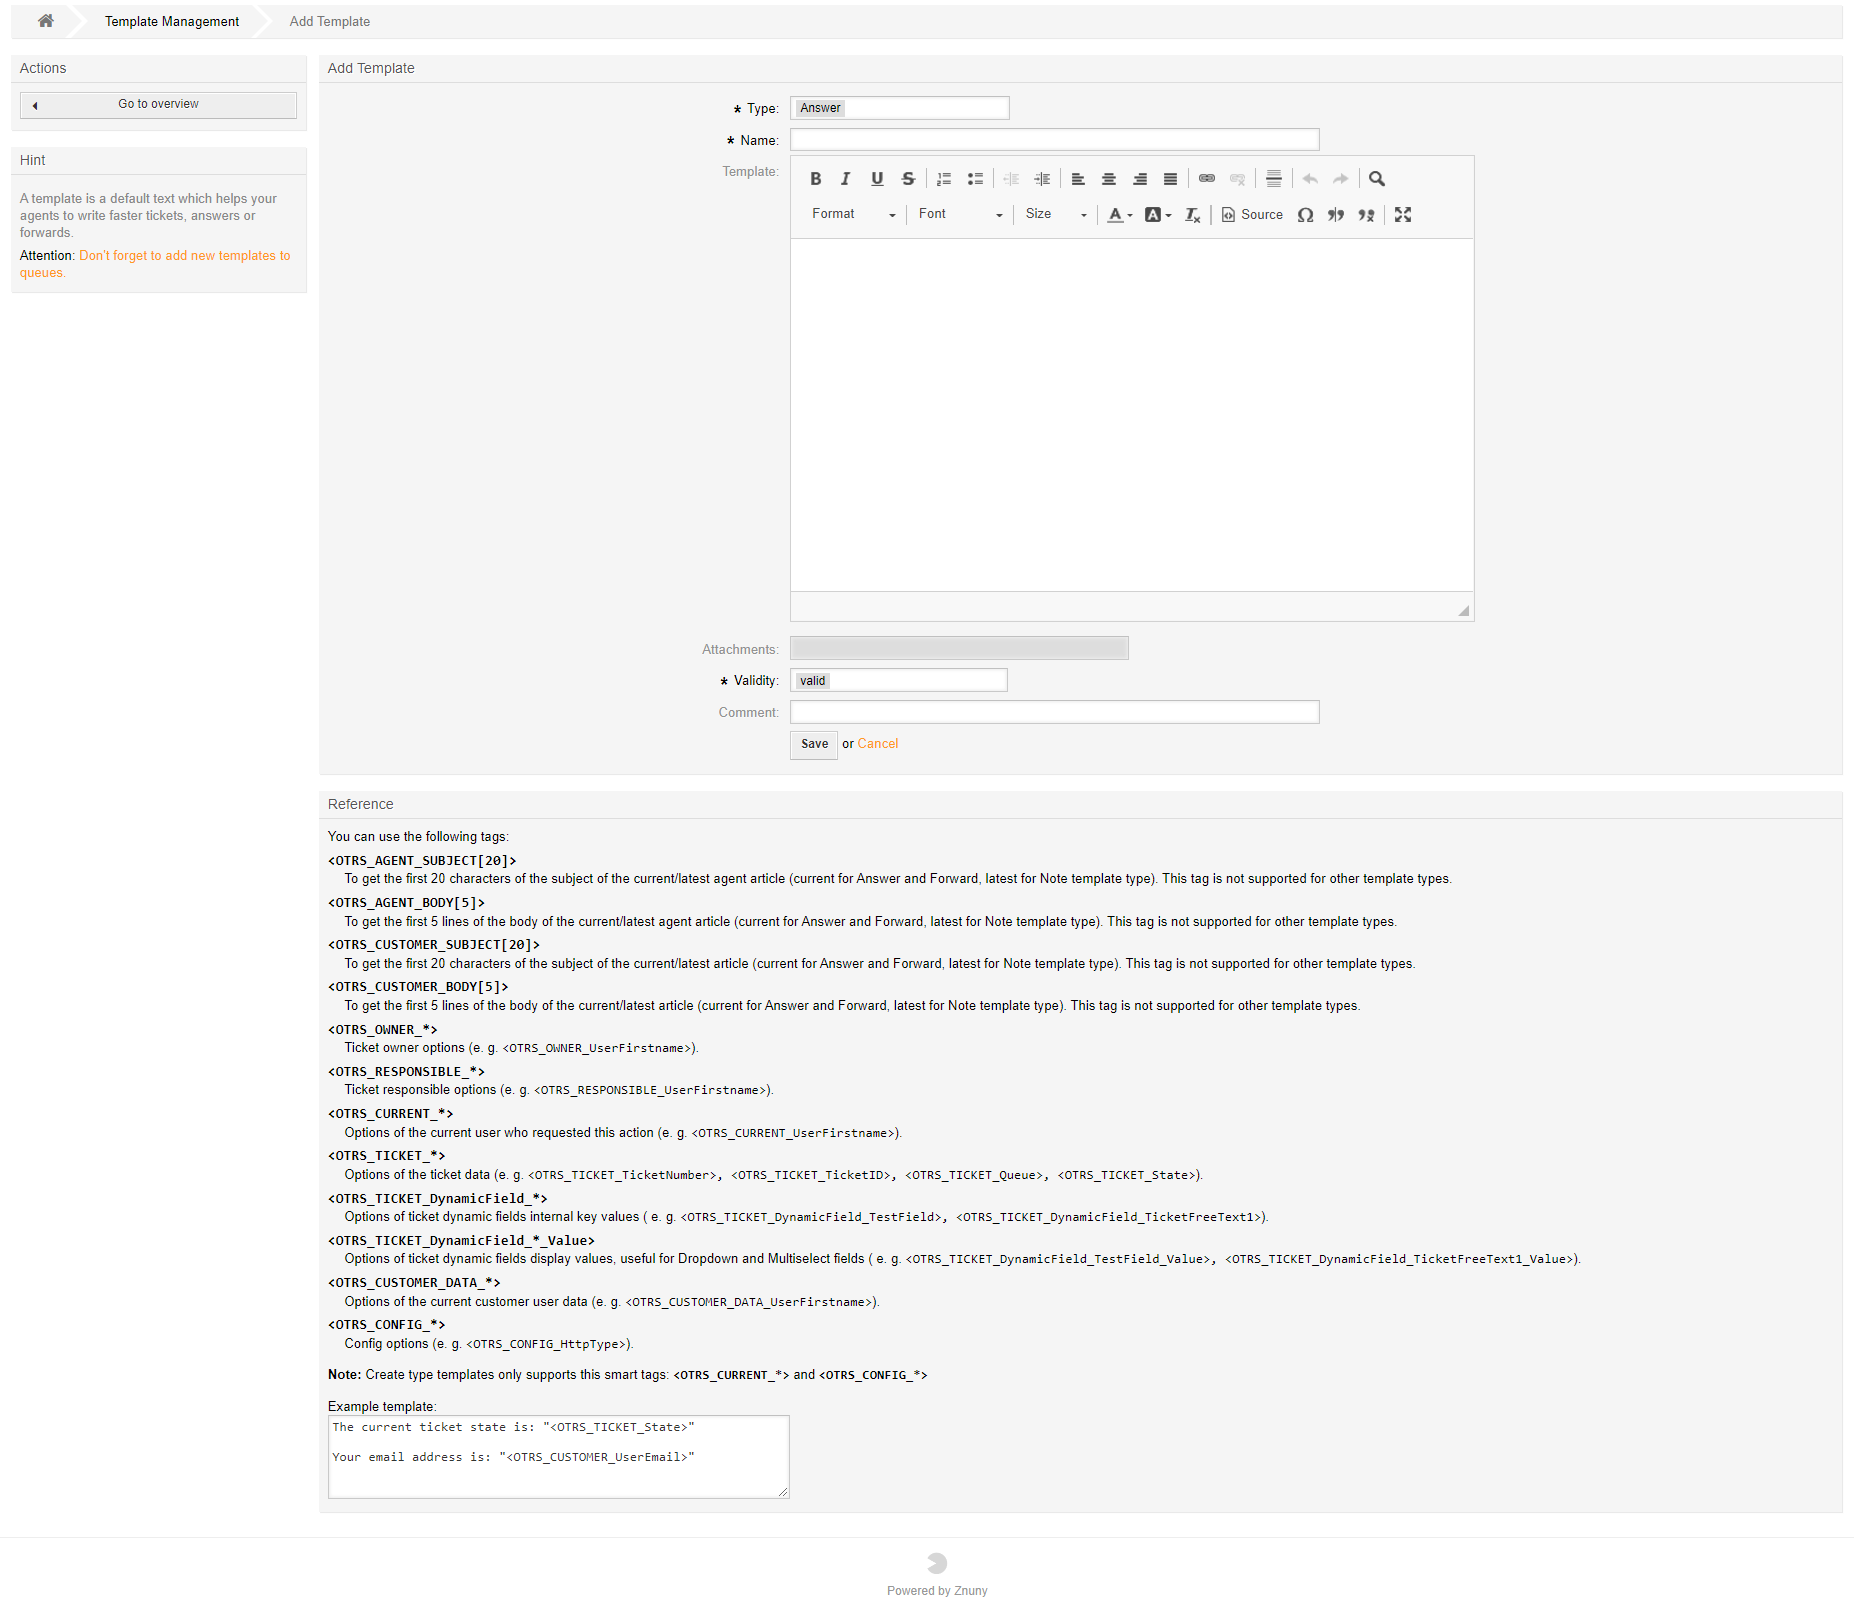 Template Management
Add Template
Actions
Go to overview
Hint
A template is a default text which helps your
agents to write faster tickets, answers or
forwards.
Attention: Don't forget to add new templates to
queues.
Add Template
* Type: Answer
* Name:
Template:
Format Font Size Source
Attachments:
* Validity: valid
Comment:
Save or Cancel
Reference
You can use the following tags:
<OTRS_AGENT_SUBJECT[20]>
To get the first 20 characters of the subject of the current/latest agent article (current for Answer and Forward, latest for Note template type). This tag is not supported for other template types.
<OTRS_AGENT_BODY[5]>
To get the first 5 lines of the body of the current/latest agent article (current for Answer and Forward, latest for Note template type). This tag is not supported for other template types.
<OTRS_CUSTOMER_SUBJECT[20]>
To get the first 20 characters of the subject of the current/latest article (current for Answer and Forward, latest for Note template type). This tag is not supported for other template types.
<OTRS_CUSTOMER_BODY[5]>
To get the first 5 lines of the body of the current/latest article (current for Answer and Forward, latest for Note template type). This tag is not supported for other template types.
<OTRS_OWNER_*>
Ticket owner options (e. g. <OTRS_OWNER_UserFirstname>).
<OTRS_RESPONSIBLE_*>
Ticket responsible options (e. g. <OTRS_RESPONSIBLE_UserFirstname>).
<OTRS_CURRENT_*>
Options of the current user who requested this action (e. g. <OTRS_CURRENT_UserFirstname>).
<OTRS_TICKET_*>
Options of the ticket data (e. g. <OTRS_TICKET_TicketNumber>, <OTRS_TICKET_TicketID>, <OTRS_TICKET_Queue>, <OTRS_TICKET_State>).
<OTRS_TICKET_DynamicField_*>
Options of ticket dynamic fields internal key values ( e. g. <OTRS_TICKET_DynamicField_TestField>, <OTRS_TICKET_DynamicField_TicketFreeText1>).
<OTRS_TICKET_DynamicField_*_Value>
Options of ticket dynamic fields display values, useful for Dropdown and Multiselect fields ( e. g. <OTRS_TICKET_DynamicField_TestField_Value>, <OTRS_TICKET_DynamicField_TicketFreeText1_Value>).
<OTRS_CUSTOMER_DATA_*>
Options of the current customer user data (e. g. <OTRS_CUSTOMER_DATA_UserFirstname>).
<OTRS_CONFIG_*>
Config options (e. g. <OTRS_CONFIG_HttpType>).
Note: Create type templates only supports this smart tags: <OTRS_CURRENT_*> and <OTRS_CONFIG_*>
Example template:
The current ticket state is: "<OTRS_TICKET_State>"
Your email address is: "<OTRS_CUSTOMER_UserEmail>"
Powered by Znuny